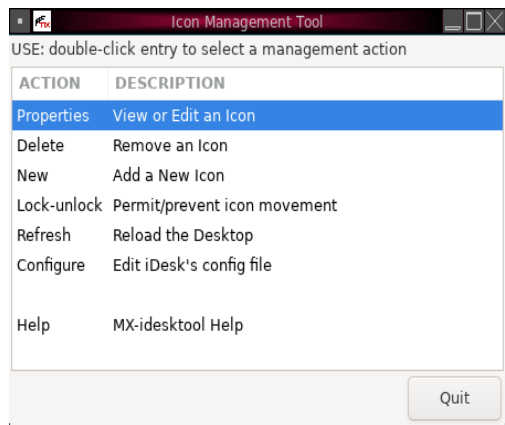 Icon Management Tool
USE: double-click entry to select a management action
ACTION DESCRIPTION
Properties View or Edit an Icon
Delete Remove an Icon
New Add a New Icon
Lock-unlock Permit/prevent icon movement
Refresh Reload the Desktop
Configure Edit iDesk's config file
Help MX-idesktool Help
Quit